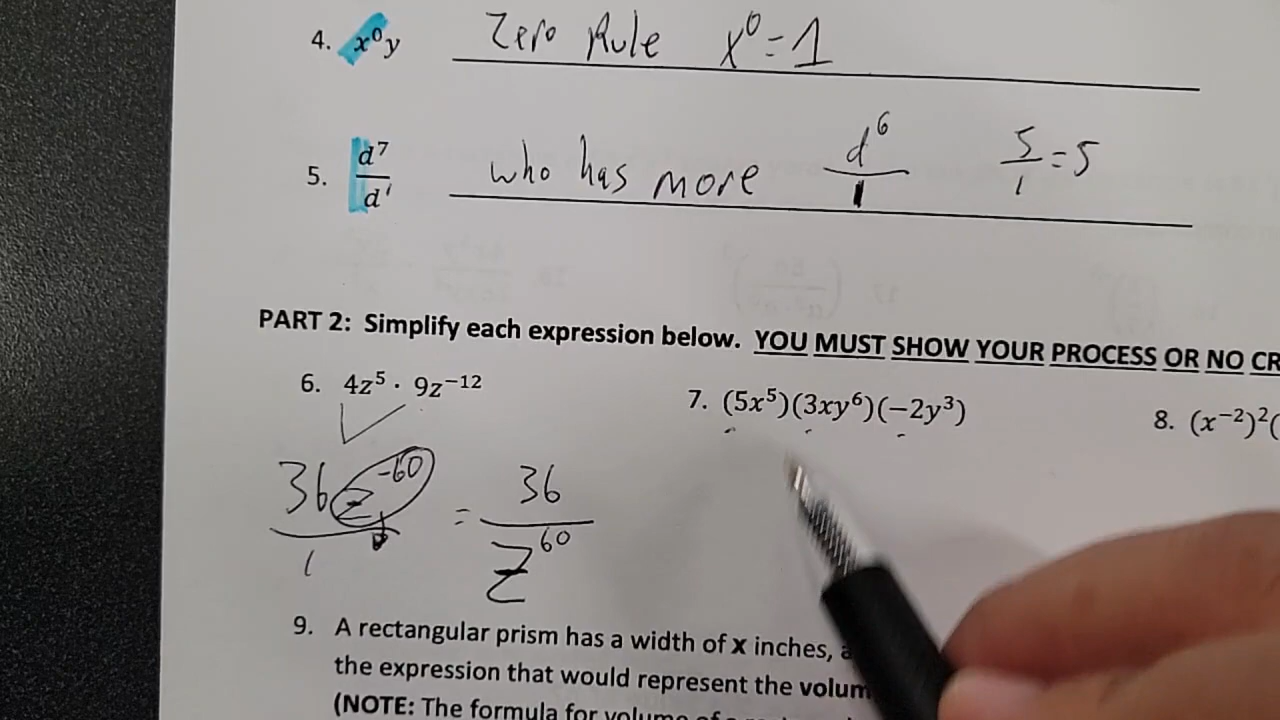 4. x⁰y Zero Rule x⁰ = 1
5. d⁷/d¹ who has more d⁶/1 5/1 = 5
PART 2: Simplify each expression below. YOU MUST SHOW YOUR PROCESS OR NO CR
6. 4z⁵ · 9z⁻¹² 7. (5x⁵)(3xy⁶)(−2y³) 8. (x⁻²)²(
36z⁻⁶⁰/1 = 36/z⁶⁰
9. A rectangular prism has a width of x inches, a
the expression that would represent the volum
(NOTE: The formula for volume of a